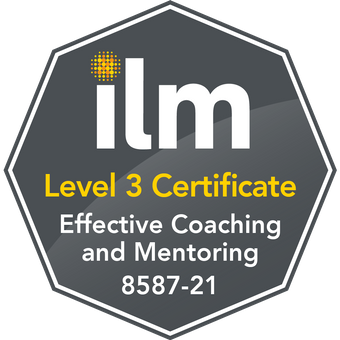 ilm
Level 3 Certificate
Effective Coaching
and Mentoring
8587-21